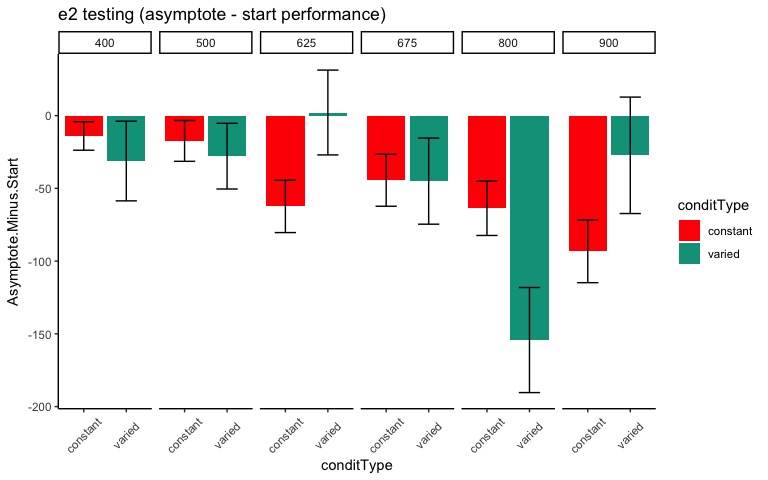 e2 testing (asymptote - start performance)
400 500 625 675 800 900
Asymptote.Minus.Start
0
-50
-100
-150
-200
constant varied constant varied constant varied constant varied constant varied constant varied
conditType
conditType
constant
varied